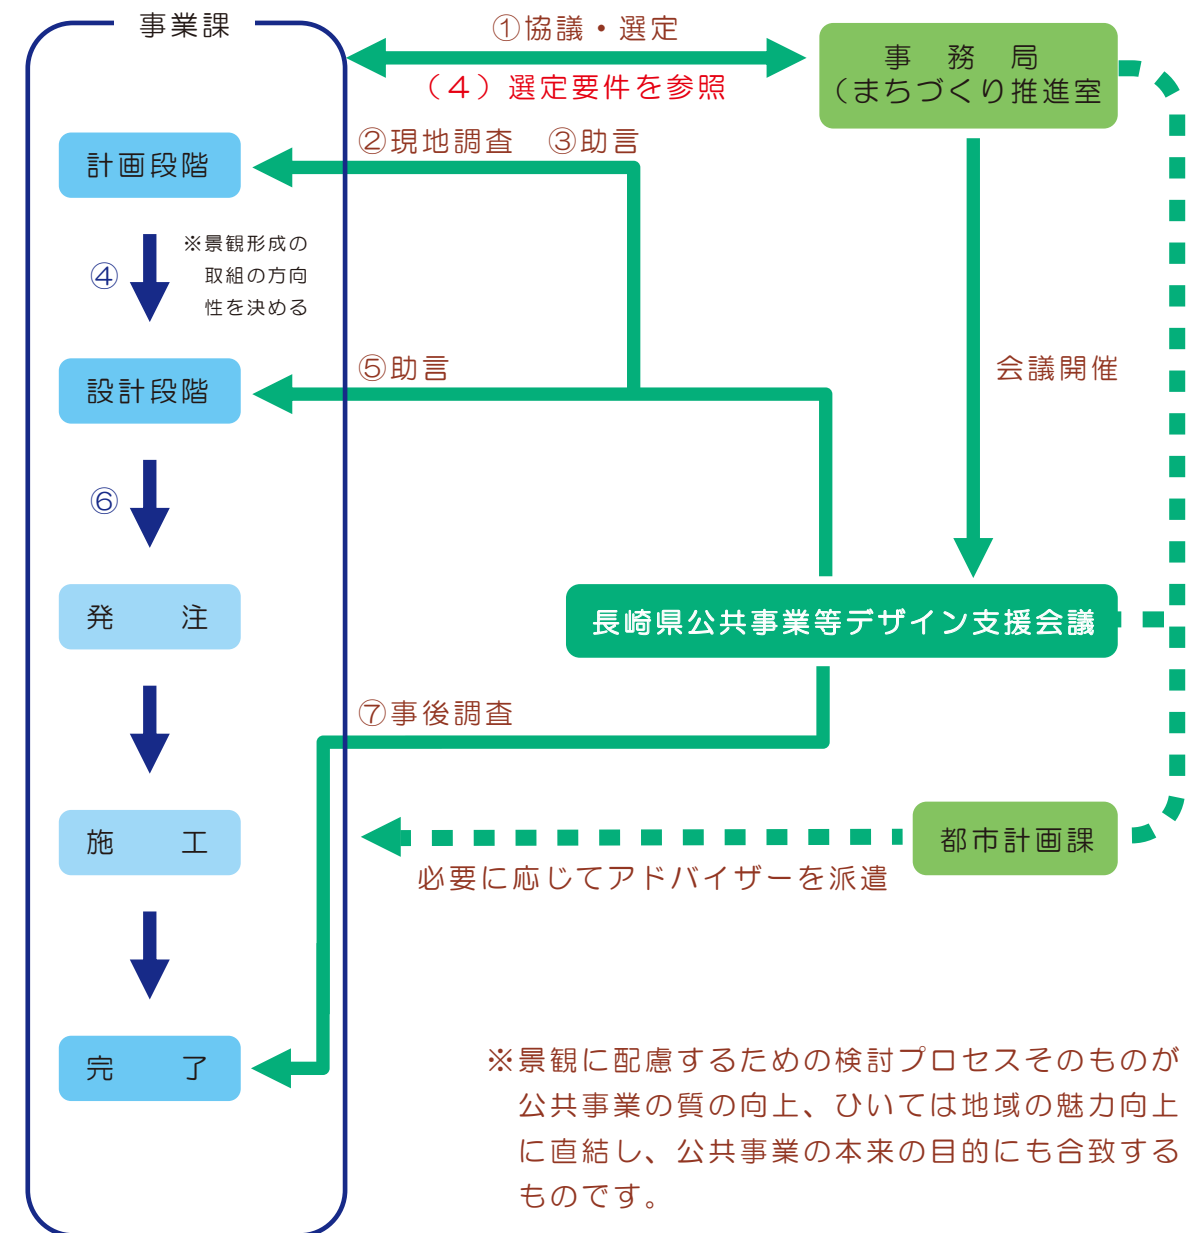 事業課
①協議・選定
（４）選定要件を参照
事　務　局
（まちづくり推進室
②現地調査　③助言
計画段階
④
※景観形成の
取組の方向
性を決める
⑤助言
会議開催
設計段階
⑥
発　　注
長崎県公共事業等デザイン支援会議
⑦事後調査
施　　工
都市計画課
必要に応じてアドバイザーを派遣
完　　了
※景観に配慮するための検討プロセスそのものが
公共事業の質の向上、ひいては地域の魅力向上
に直結し、公共事業の本来の目的にも合致する
ものです。